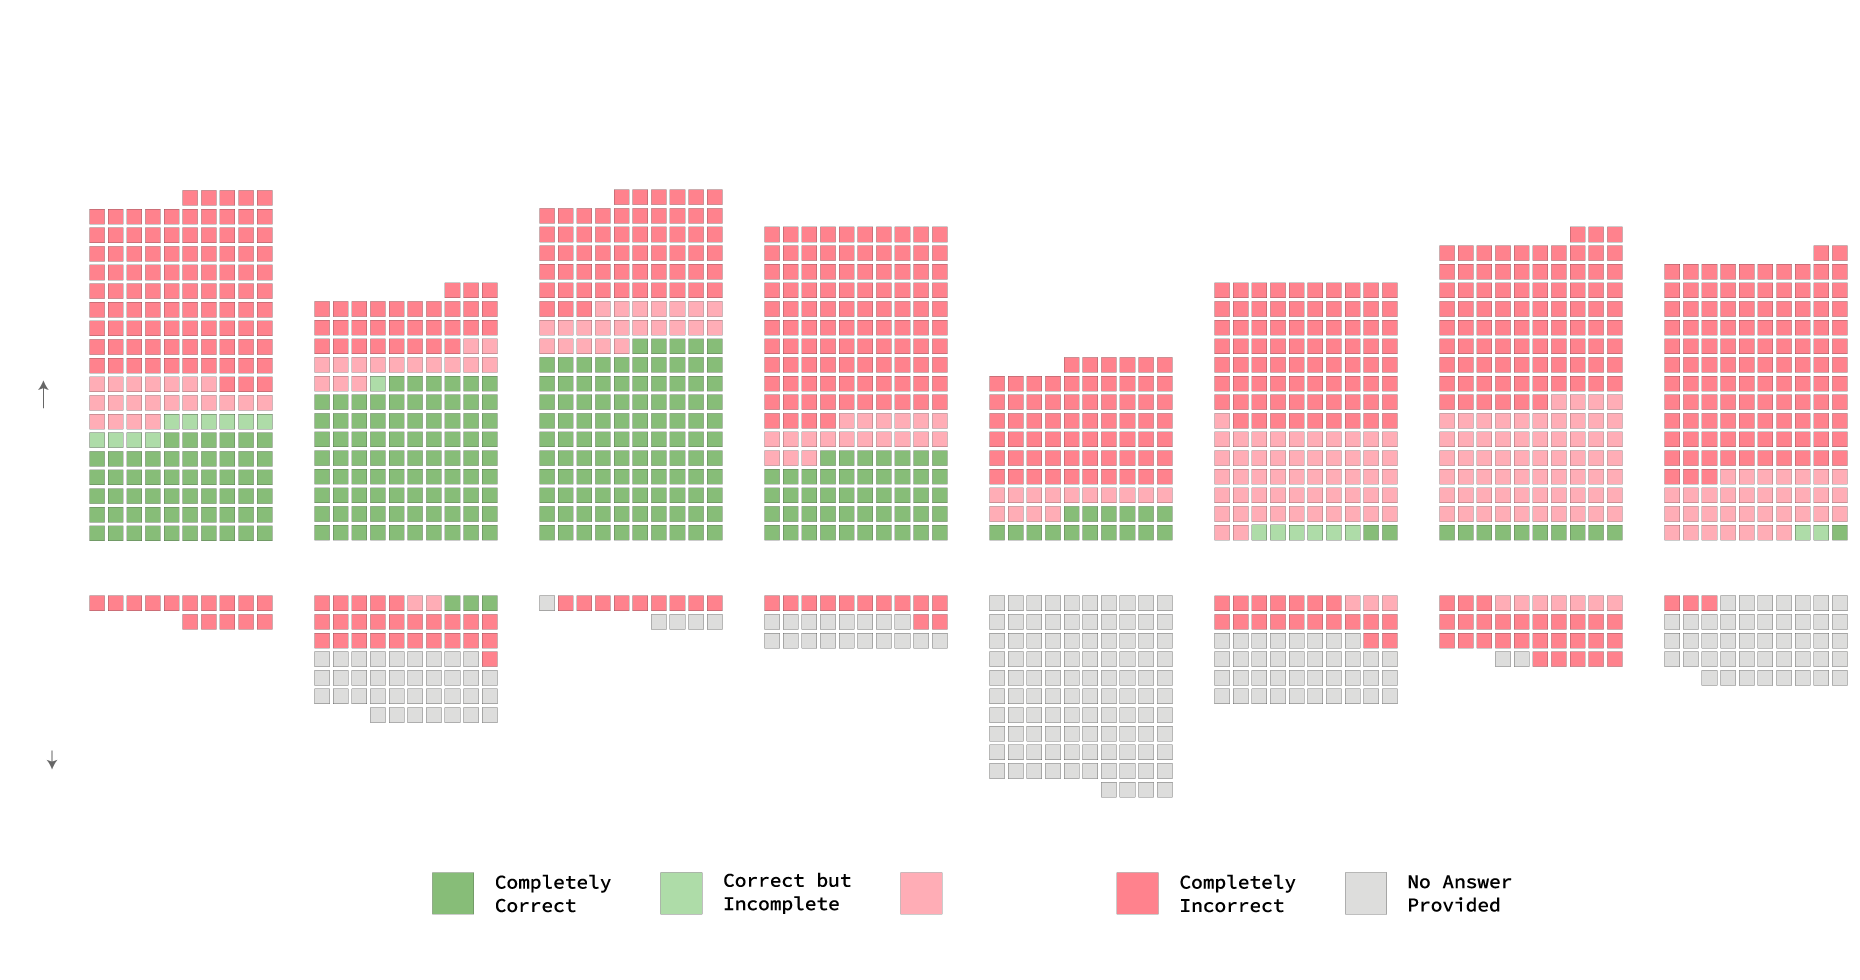 Completely
Correct
Correct but
Incomplete
Completely
Incorrect
No Answer
Provided